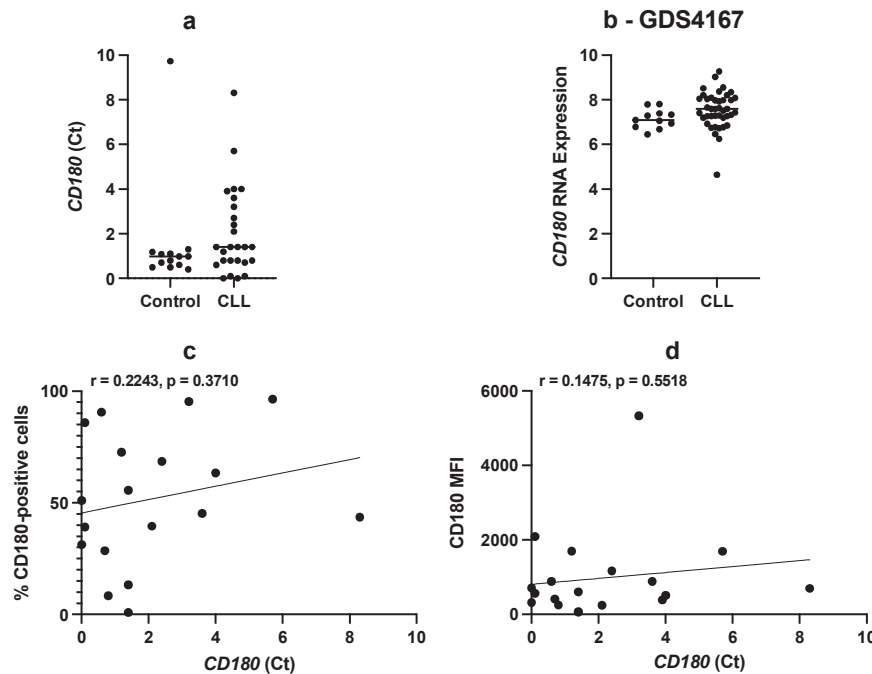 a
CD180 (Ct)
10
8
6
4
2
0
Control CLL
b - GDS4167
CD180 RNA Expression
10
8
6
4
2
0
Control CLL
c
r = 0.2243, p = 0.3710
% CD180-positive cells
100
50
0
0 2 4 6 8 10
CD180 (Ct)
d
r = 0.1475, p = 0.5518
CD180 MFI
6000
4000
2000
0
0 2 4 6 8 10
CD180 (Ct)